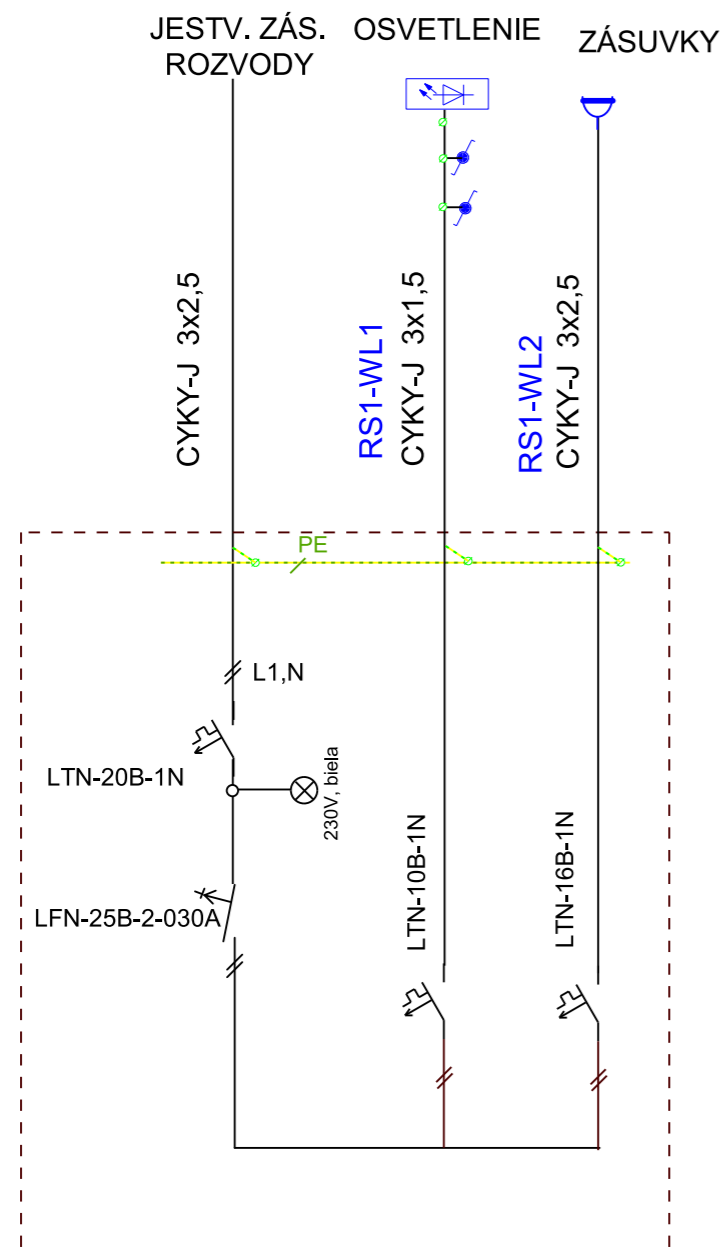 JESTV. ZÁS.
ROZVODY
OSVETLENIE
ZÁSUVKY
CYKY-J 3x2,5
RS1-WL1
CYKY-J 3x1,5
RS1-WL2
CYKY-J 3x2,5
PE
L1,N
LTN-20B-1N
230V, biela
LFN-25B-2-030A
LTN-10B-1N
LTN-16B-1N